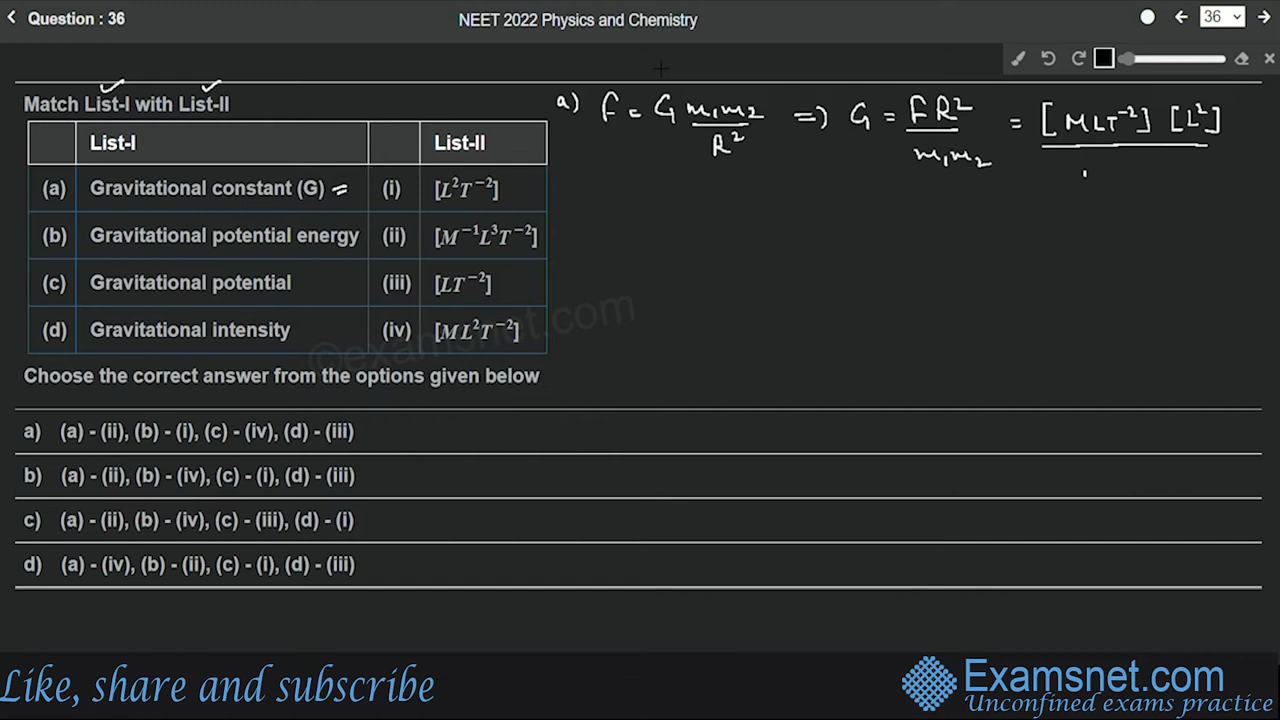 Question : 36
NEET 2022 Physics and Chemistry
36
Match List-I with List-II
List-I List-II
(a) Gravitational constant (G) = (i) [L²T⁻²]
(b) Gravitational potential energy (ii) [M⁻¹L³T⁻²]
(c) Gravitational potential (iii) [LT⁻²]
(d) Gravitational intensity (iv) [ML²T⁻²]
a) F = G m₁m₂ / R² => G = FR² / m₁m₂ = [MLT⁻²] [L²]
©examsnet.com
Choose the correct answer from the options given below
a) (a) - (ii), (b) - (i), (c) - (iv), (d) - (iii)
b) (a) - (ii), (b) - (iv), (c) - (i), (d) - (iii)
c) (a) - (ii), (b) - (iv), (c) - (iii), (d) - (i)
d) (a) - (iv), (b) - (ii), (c) - (i), (d) - (iii)
Like, share and subscribe
Examsnet.com
Unconfined exams practice